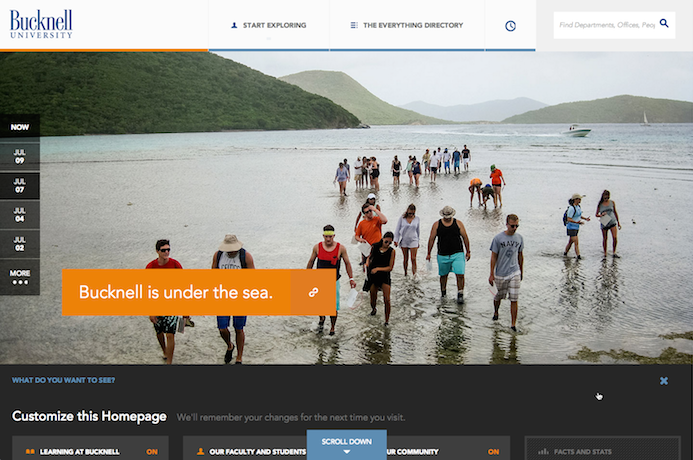 Bucknell
UNIVERSITY
START EXPLORING
THE EVERYTHING DIRECTORY
Find Departments, Offices, Peop
NOW
JUL
09
JUL
07
JUL
04
JUL
02
MORE
Bucknell is under the sea.
WHAT DO YOU WANT TO SEE?
Customize this Homepage We'll remember your changes for the next time you visit.
LEARNING AT BUCKNELL ON
OUR FACULTY AND STUDENTS
SCROLL DOWN
UR COMMUNITY ON
FACTS AND STATS
NAVY